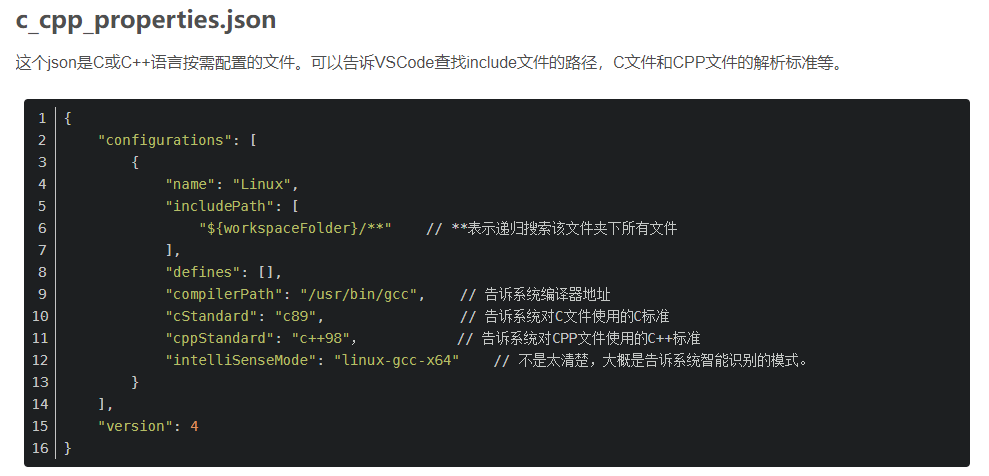 c_cpp_properties.json
这个json是C或C++语言按需配置的文件。可以告诉VSCode查找include文件的路径，C文件和CPP文件的解析标准等。
1 {
2     "configurations": [
3         {
4             "name": "Linux",
5             "includePath": [
6                 "${workspaceFolder}/**"    // **表示递归搜索该文件夹下所有文件
7             ],
8             "defines": [],
9             "compilerPath": "/usr/bin/gcc",    // 告诉系统编译器地址
10             "cStandard": "c89",                // 告诉系统对C文件使用的C标准
11             "cppStandard": "c++98"，            // 告诉系统对CPP文件使用的C++标准
12             "intelliSenseMode": "linux-gcc-x64"    // 不是太清楚，大概是告诉系统智能识别的模式。
13         }
14     ],
15     "version": 4
16 }